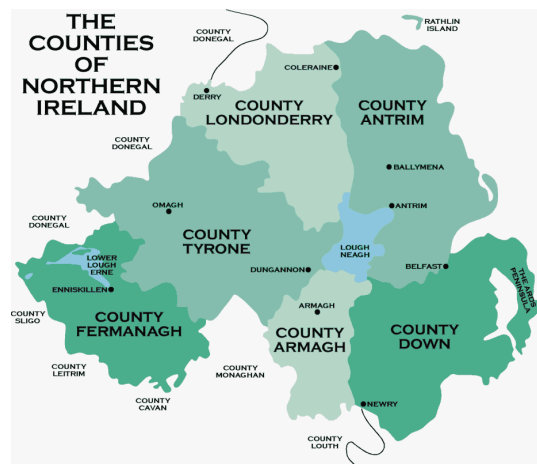 THE
COUNTIES
OF
NORTHERN
IRELAND
COUNTY
DONEGAL
RATHLIN
ISLAND
COLERAINE
DERRY
COUNTY
LONDONDERRY
COUNTY
ANTRIM
COUNTY
DONEGAL
BALLYMENA
OMAGH
ANTRIM
COUNTY
DONEGAL
COUNTY
TYRONE
LOUGH
NEAGH
LOWER
LOUGH
ERNE
DUNGANNON
BELFAST
THE ARDS
PENINSULA
ENNISKILLEN
ARMAGH
COUNTY
SLIGO
COUNTY
FERMANAGH
COUNTY
ARMAGH
COUNTY
DOWN
COUNTY
LEITRIM
COUNTY
MONAGHAN
COUNTY
CAVAN
NEWRY
COUNTY
LOUTH